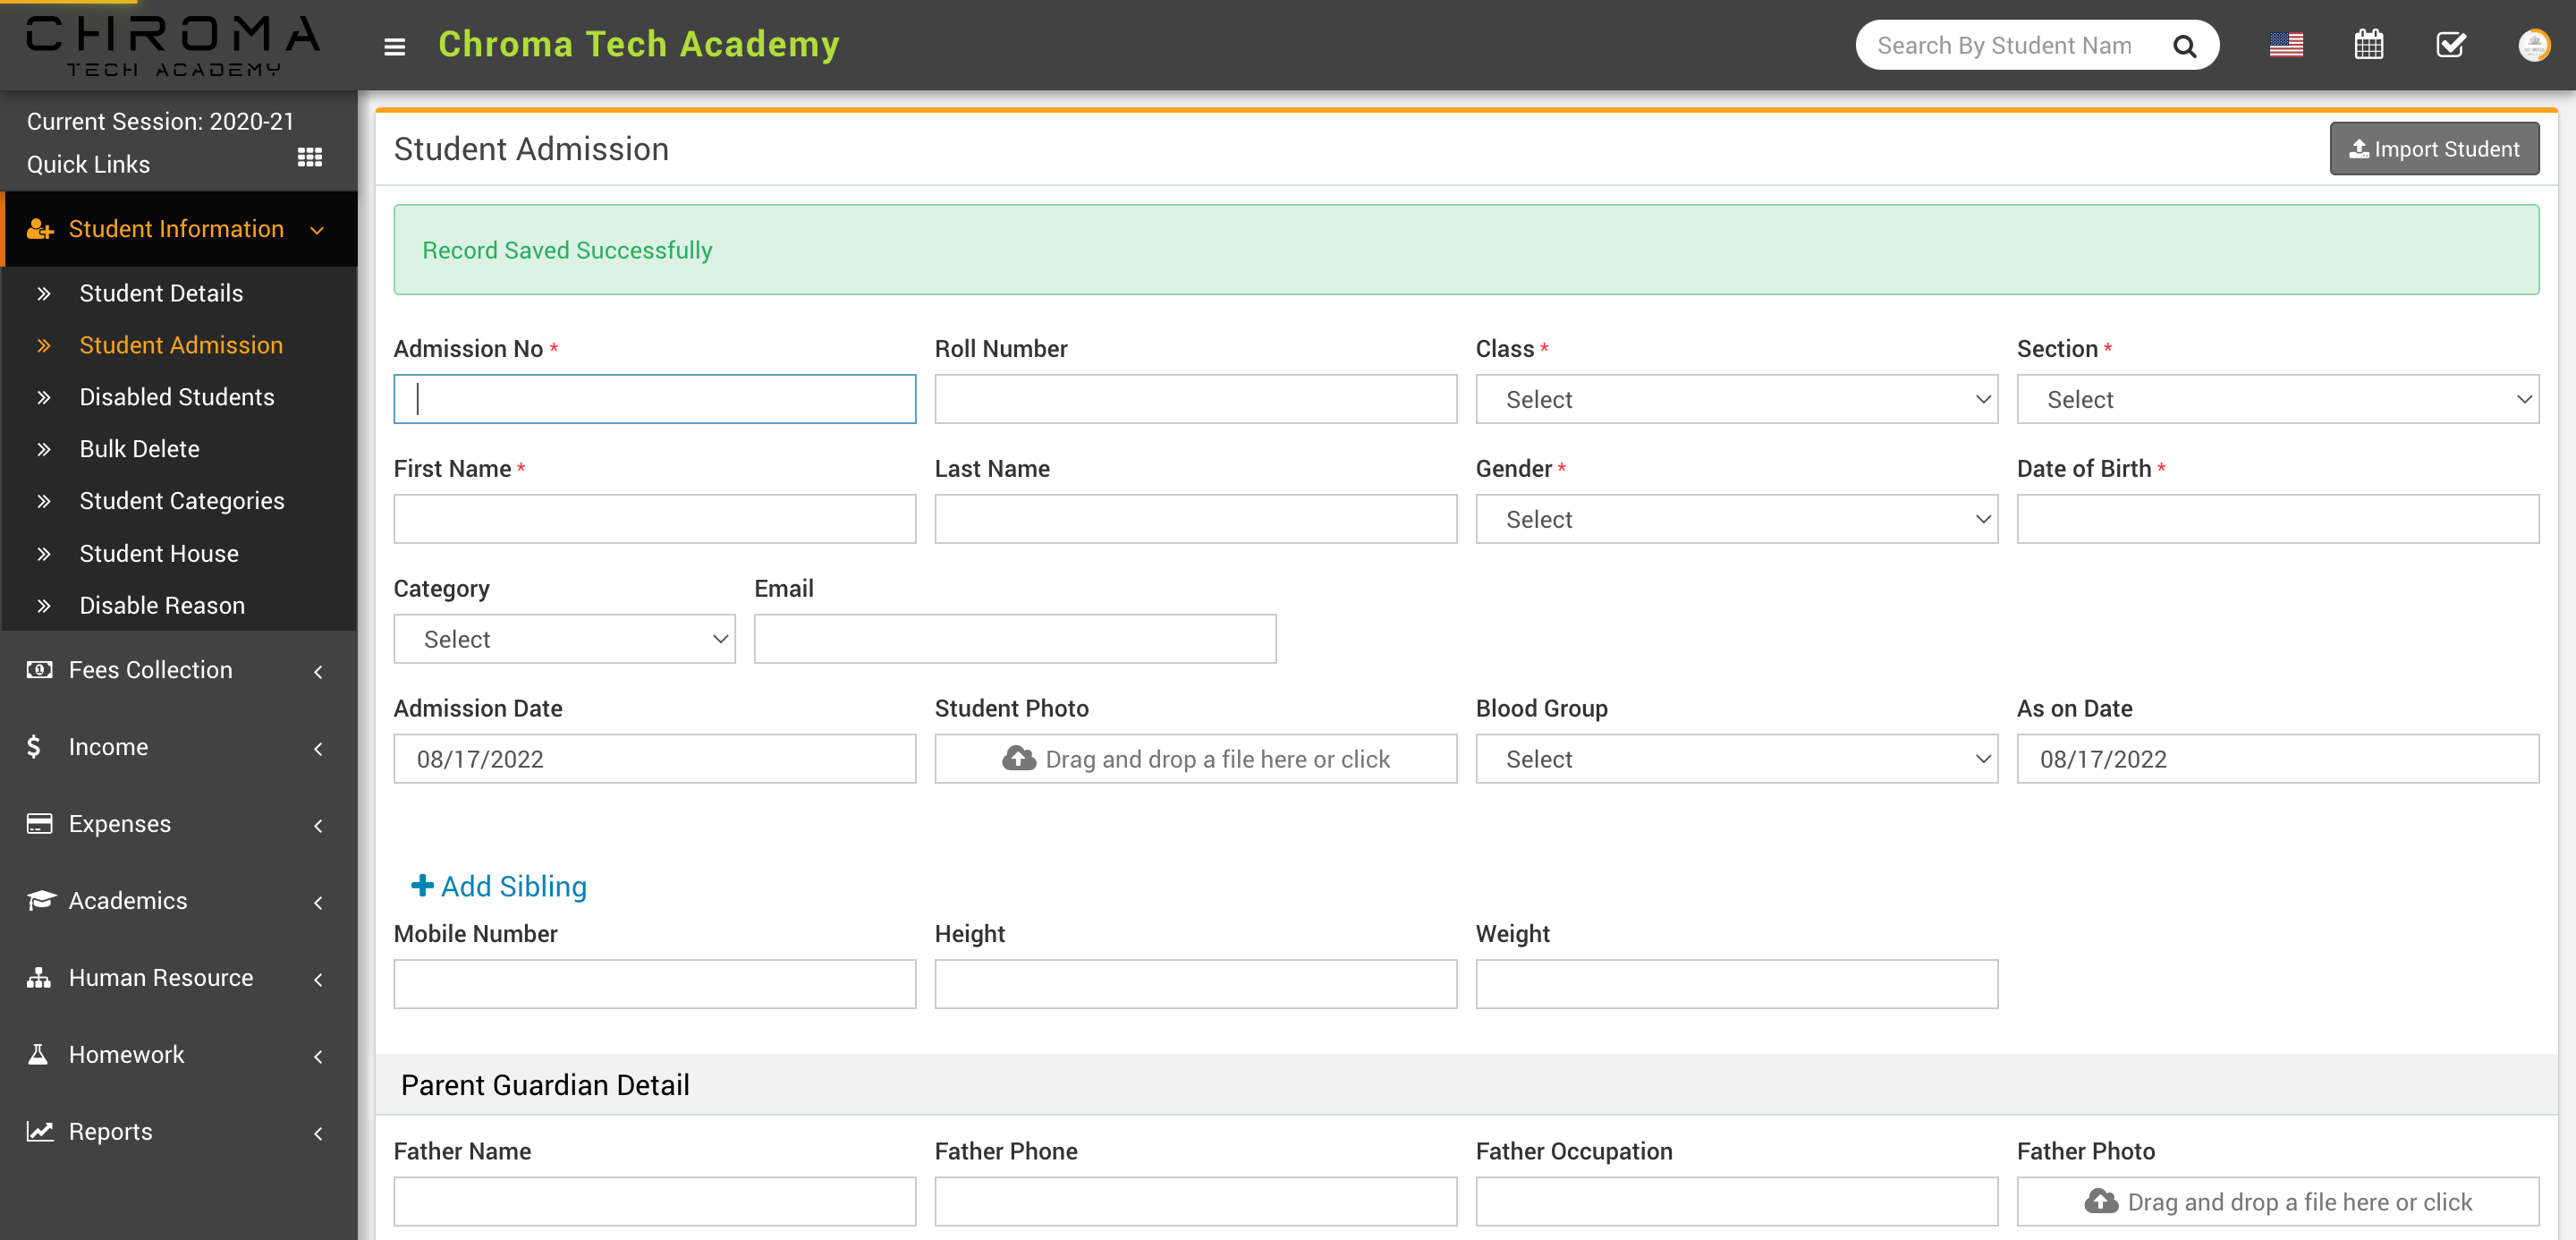 CHROMA
TECH ACADEMY
Chroma Tech Academy
Search By Student Nam
Current Session: 2020-21
Quick Links
Student Information
Student Details
Student Admission
Disabled Students
Bulk Delete
Student Categories
Student House
Disable Reason
Fees Collection
Income
Expenses
Academics
Human Resource
Homework
Reports
Student Admission
Import Student
Record Saved Successfully
Admission No *
Roll Number
Class *
Section *
Select
Select
First Name *
Last Name
Gender *
Date of Birth *
Select
Category
Email
Select
Admission Date
Student Photo
Blood Group
As on Date
08/17/2022
Drag and drop a file here or click
Select
08/17/2022
Add Sibling
Mobile Number
Height
Weight
Parent Guardian Detail
Father Name
Father Phone
Father Occupation
Father Photo
Drag and drop a file here or click